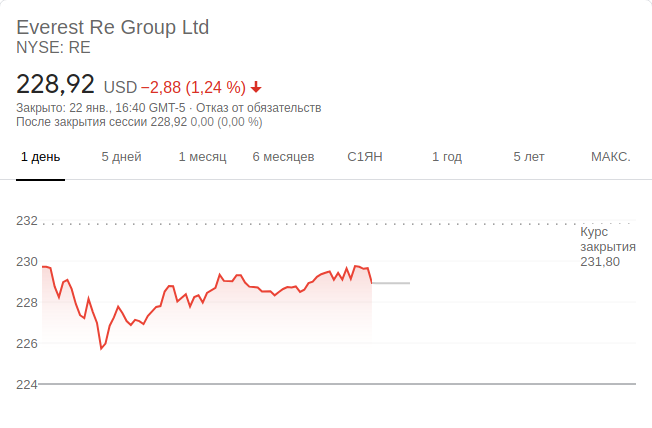 Everest Re Group Ltd
NYSE: RE
228,92 USD −2,88 (1,24 %)
Закрыто: 22 янв., 16:40 GMT-5 · Отказ от обязательств
После закрытия сессии 228,92 0,00 (0,00 %)
1 день 5 дней 1 месяц 6 месяцев С1ЯН 1 год 5 лет МАКС.
232
Курс
закрытия
230 231,80
228
226
224